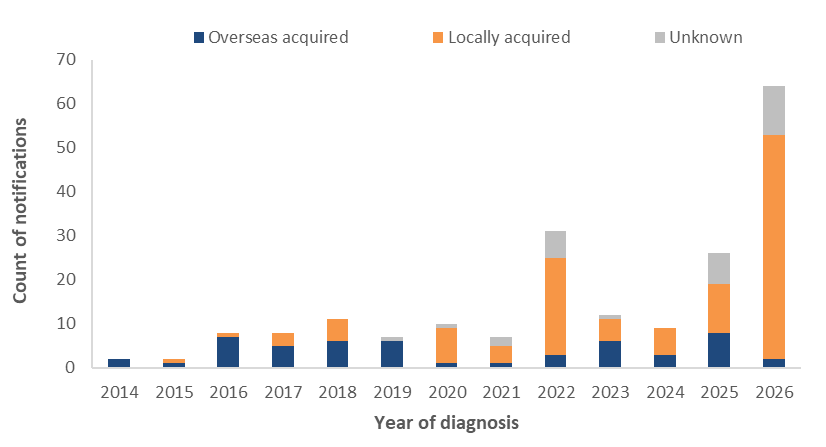 Overseas acquired Locally acquired Unknown
70
60
50
40
30
20
10
0
Count of notifications
2014 2015 2016 2017 2018 2019 2020 2021 2022 2023 2024 2025 2026
Year of diagnosis